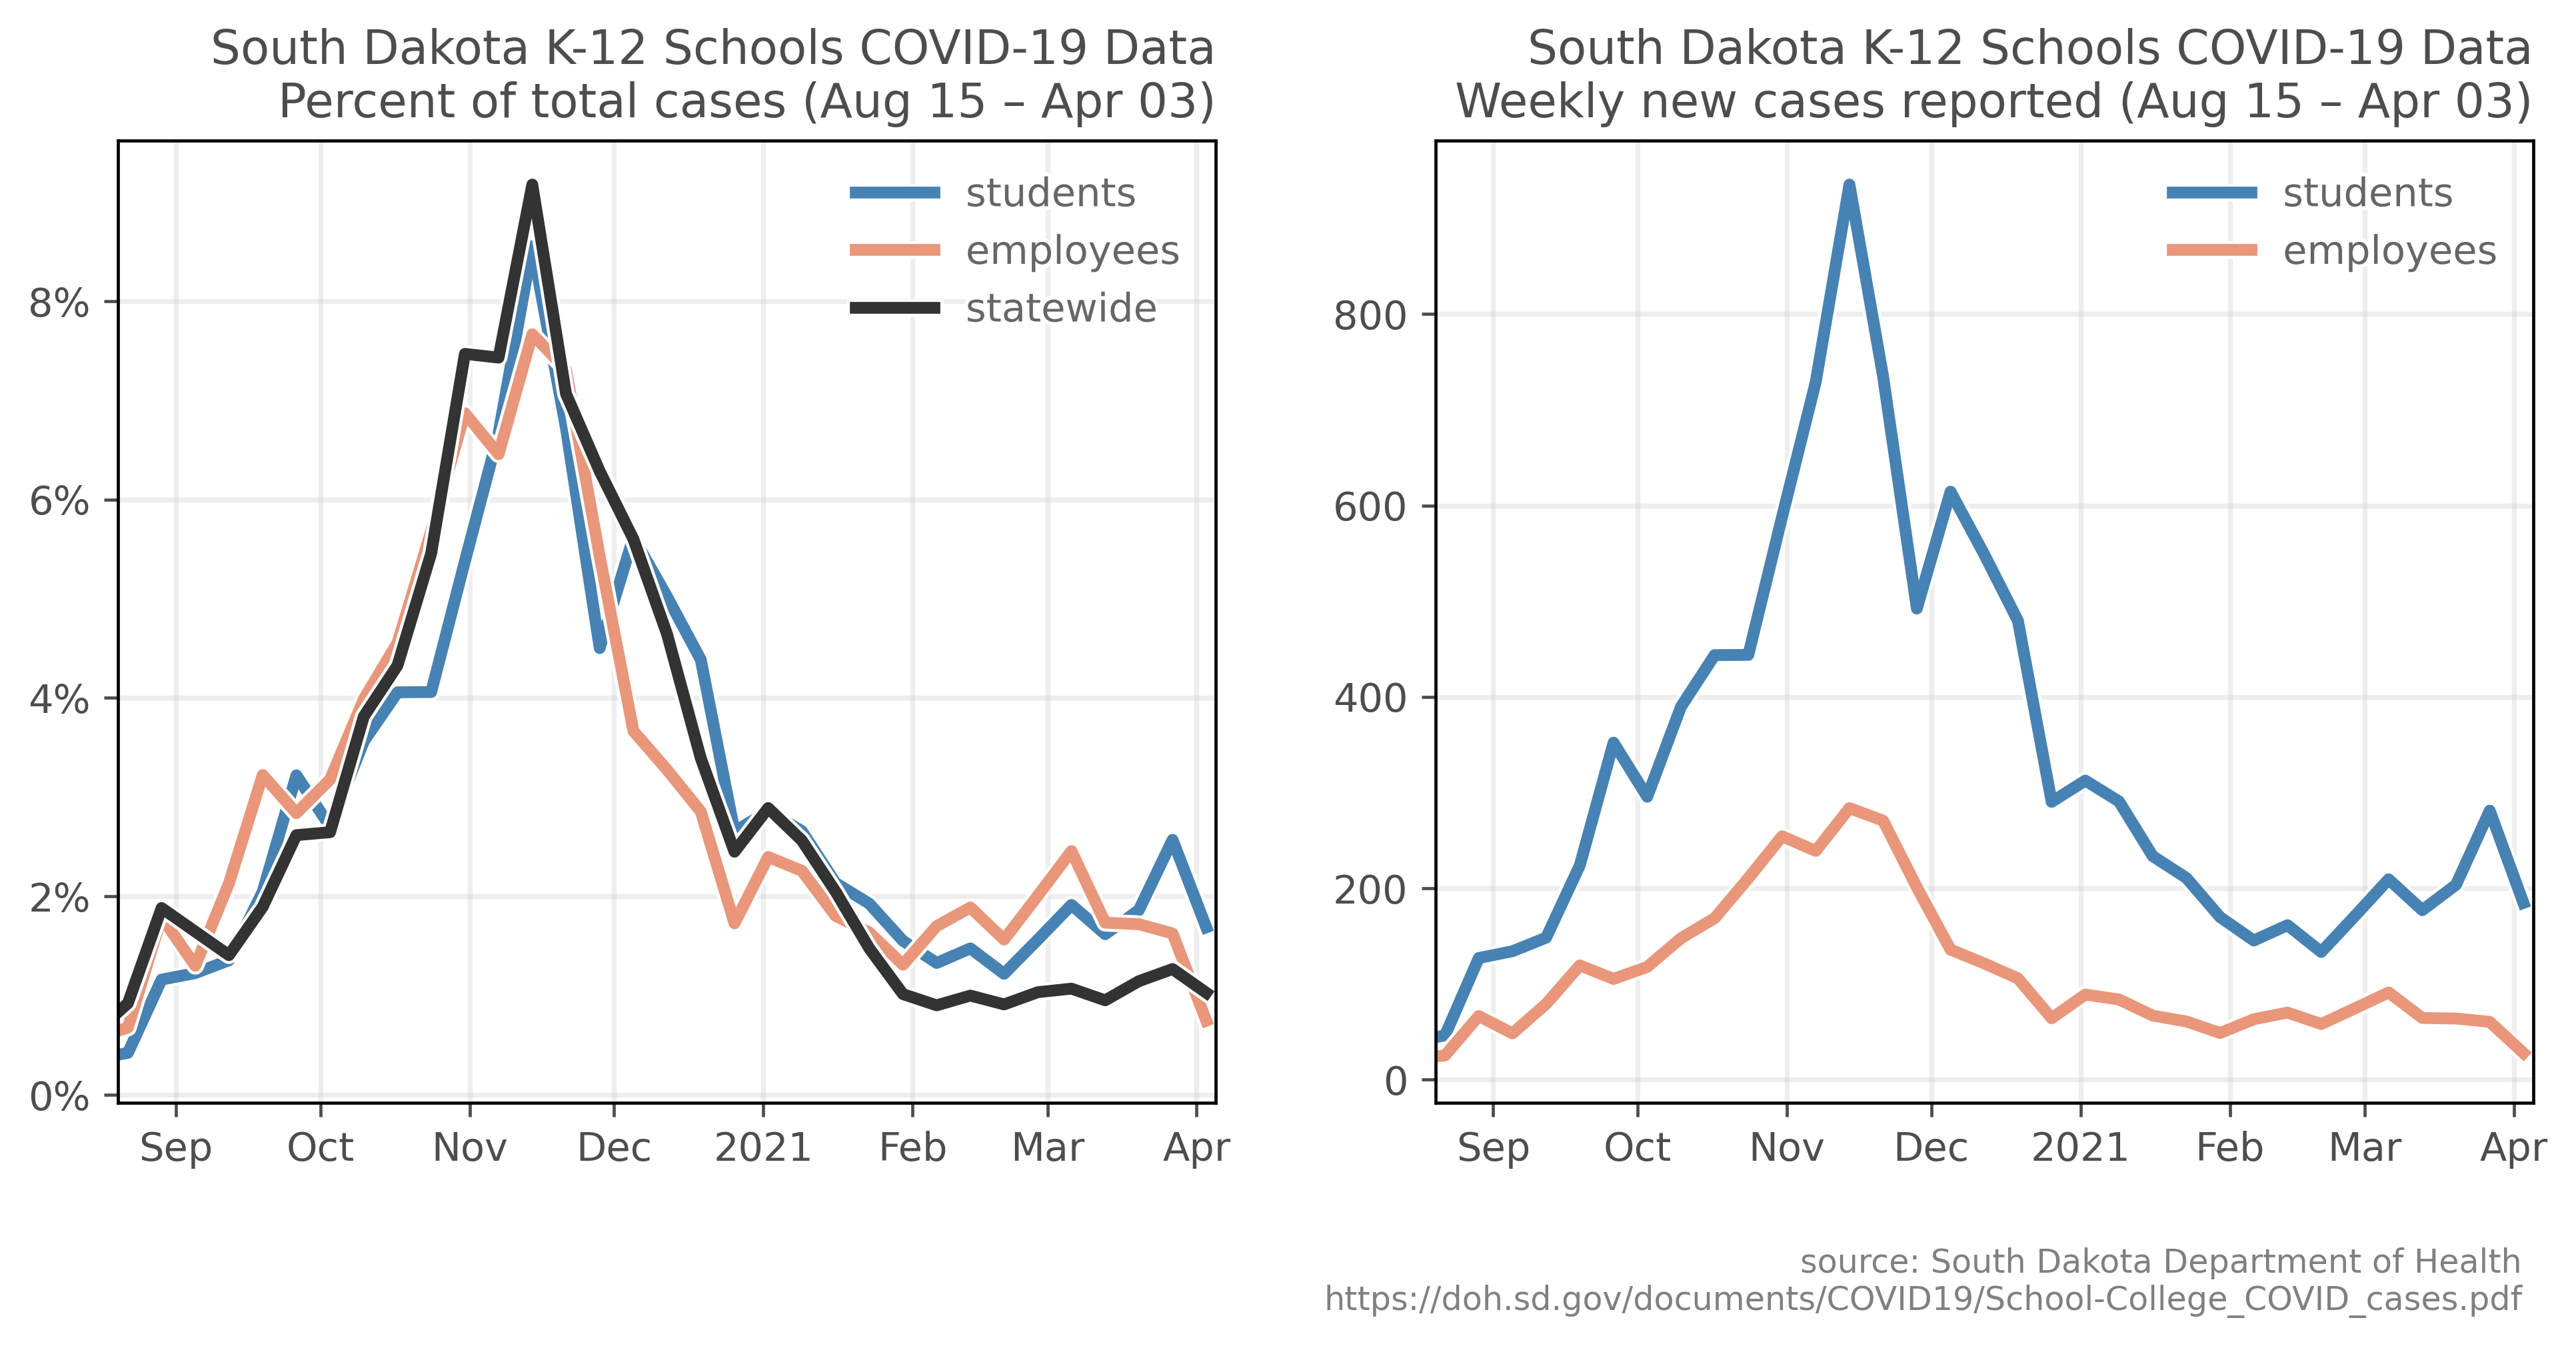 South Dakota K-12 Schools COVID-19 Data
Percent of total cases (Aug 15 – Apr 03)
students
employees
statewide
8%
6%
4%
2%
0%
Sep Oct Nov Dec 2021 Feb Mar Apr
South Dakota K-12 Schools COVID-19 Data
Weekly new cases reported (Aug 15 – Apr 03)
students
employees
800
600
400
200
0
Sep Oct Nov Dec 2021 Feb Mar Apr
source: South Dakota Department of Health
https://doh.sd.gov/documents/COVID19/School-College_COVID_cases.pdf